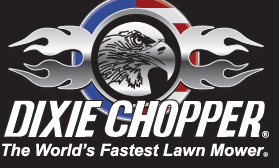 DIXIE CHOPPER®
The World's Fastest Lawn Mower®